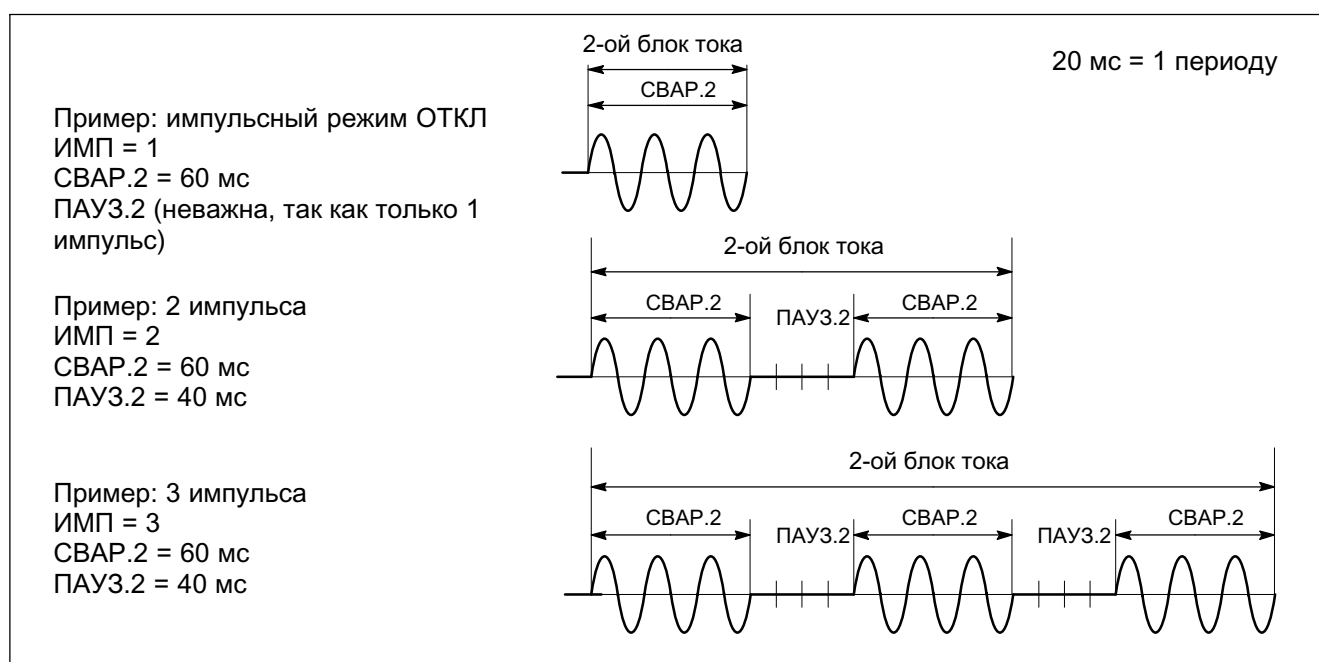 2-ой блок тока
20 мс = 1 периоду
СВАР.2
Пример: импульсный режим ОТКЛ
ИМП = 1
СВАР.2 = 60 мс
ПАУЗ.2 (неважна, так как только 1
импульс)
2-ой блок тока
Пример: 2 импульса
ИМП = 2
СВАР.2 = 60 мс
ПАУЗ.2 = 40 мс
СВАР.2
ПАУЗ.2
СВАР.2
2-ой блок тока
Пример: 3 импульса
ИМП = 3
СВАР.2 = 60 мс
ПАУЗ.2 = 40 мс
СВАР.2
ПАУЗ.2
СВАР.2
ПАУЗ.2
СВАР.2